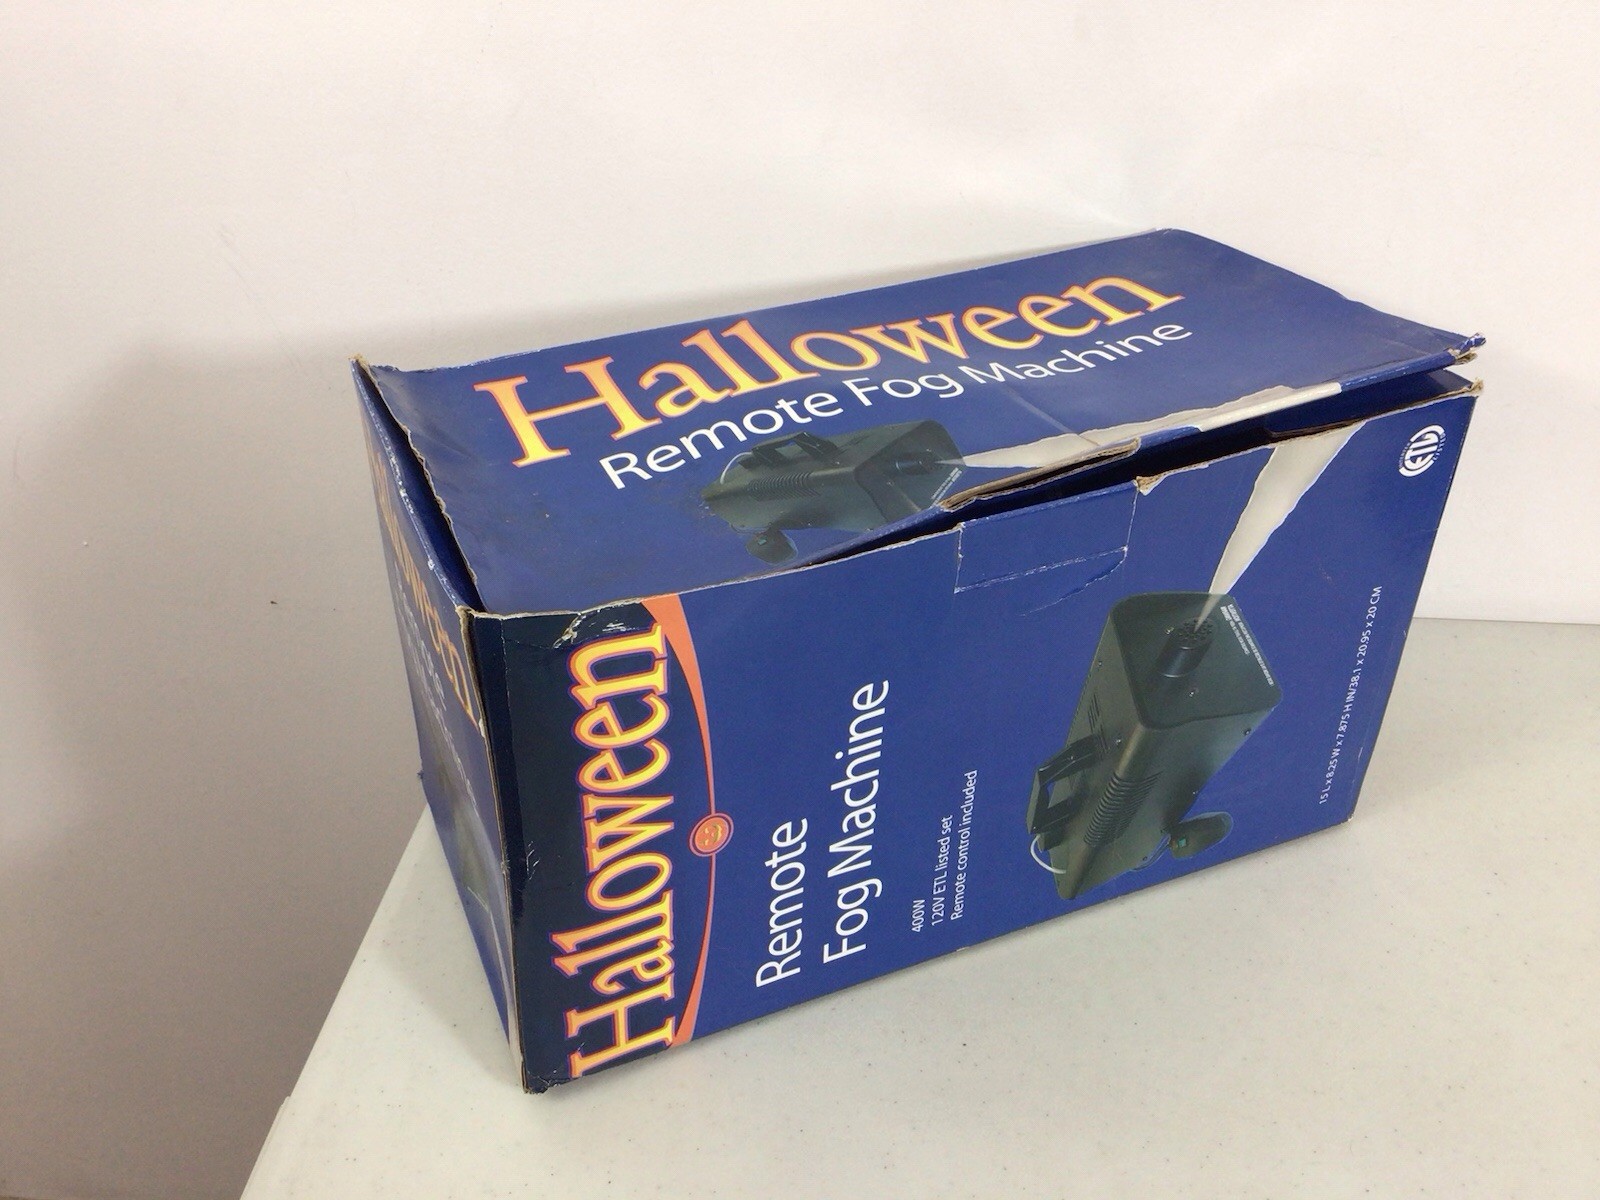 Halloween
Remote Fog Machine
Halloween
Remote
Fog Machine
400W
120V ETL listed set
Remote control included
15 L x 8.25 W x 7.875 H IN/38.1 x 20.95 x 20 CM
ETL